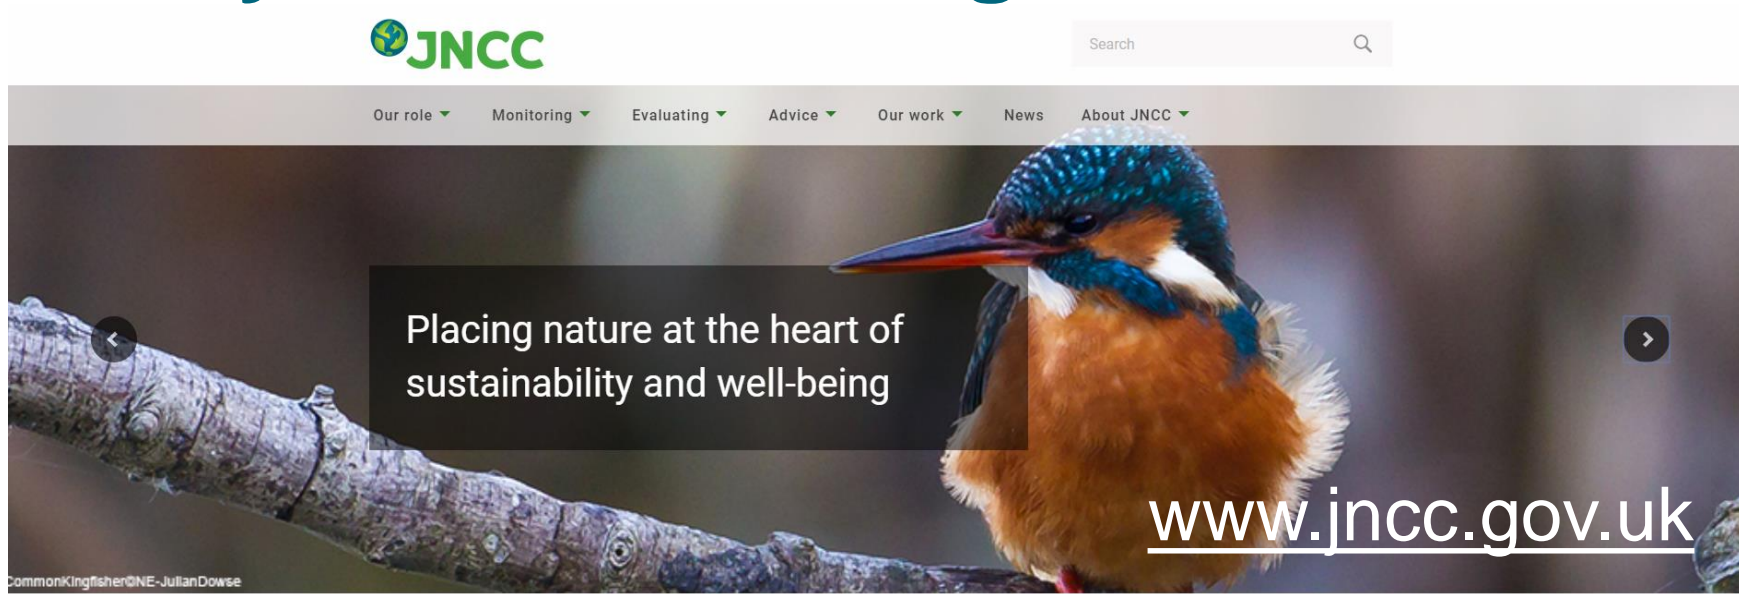 JNCC
Search
Our role
Monitoring
Evaluating
Advice
Our work
News
About JNCC
Placing nature at the heart of
sustainability and well-being
www.jncc.gov.uk
CommonKingfisher©NE-JulianDowse